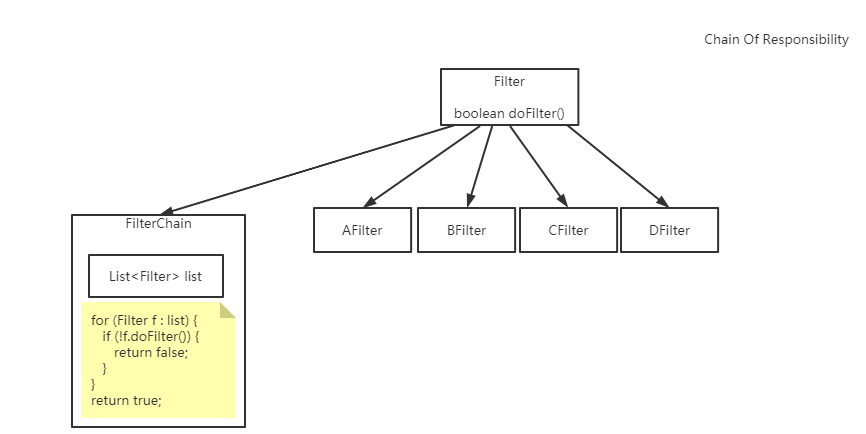 Chain Of Responsibility
Filter
boolean doFilter()
FilterChain
AFilter
BFilter
CFilter
DFilter
List<Filter> list
for (Filter f : list) {
if (!f.doFilter()) {
return false;
}
}
return true;